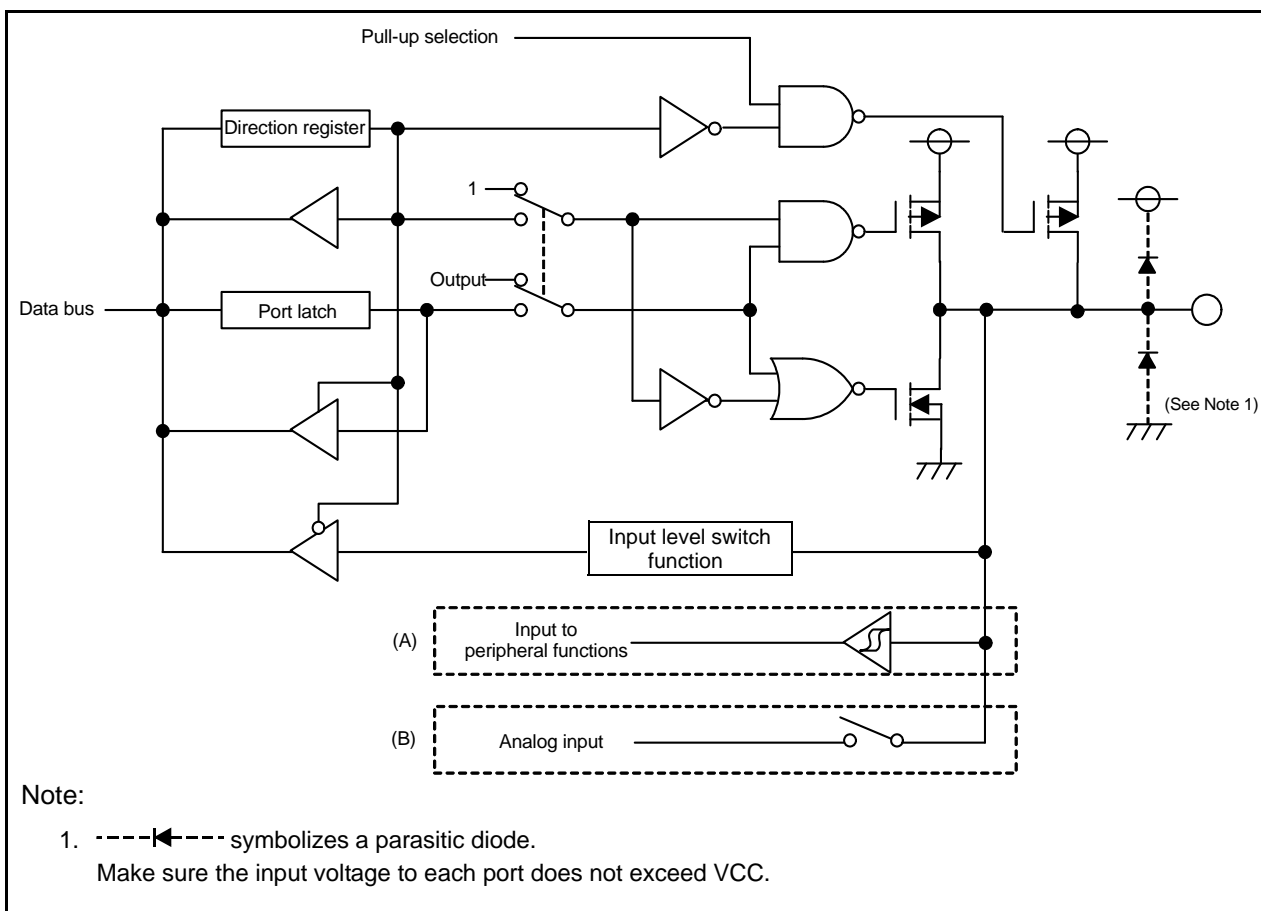 Pull-up selection
Direction register
1
Output
Data bus
Port latch
(See Note 1)
Input level switch
function
(A)
Input to
peripheral functions
(B)
Analog input
Note:
1. symbolizes a parasitic diode.
Make sure the input voltage to each port does not exceed VCC.